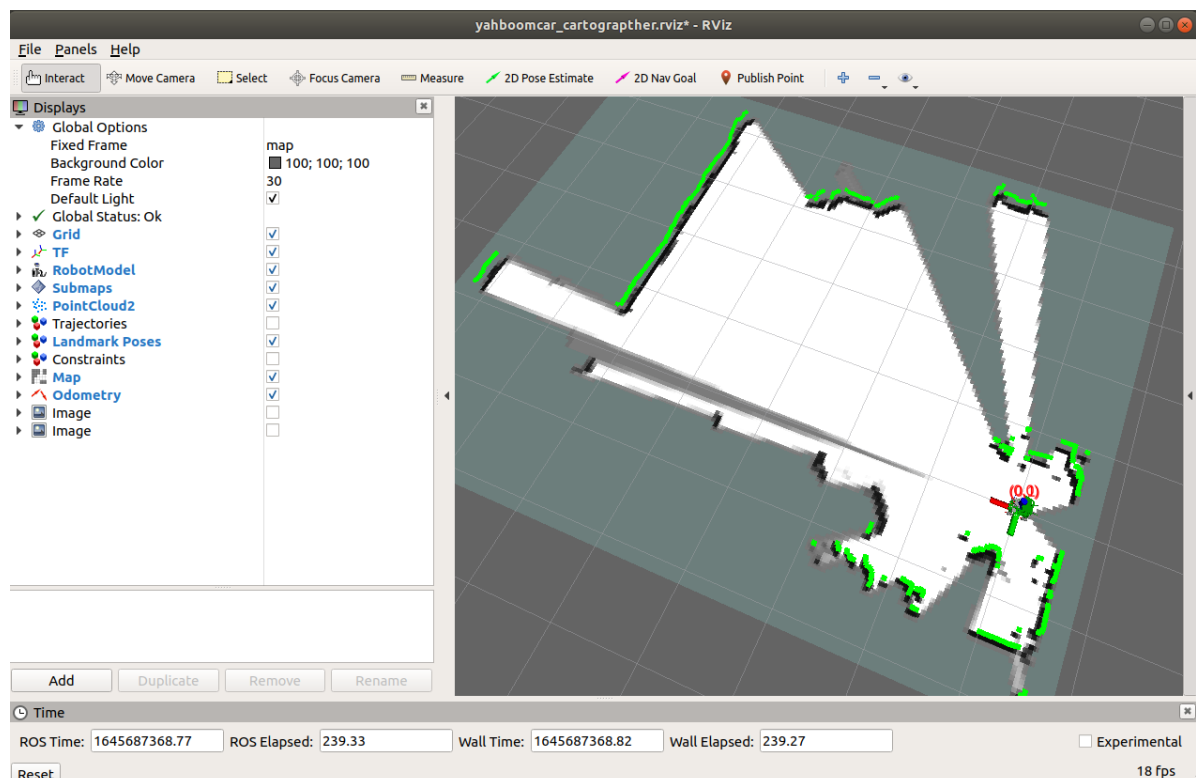 yahboomcar_cartograpther.rviz* - RViz
File Panels Help
Interact Move Camera Select Focus Camera Measure 2D Pose Estimate 2D Nav Goal Publish Point
Displays
Global Options
Fixed Frame map
Background Color 100; 100; 100
Frame Rate 30
Default Light
Global Status: Ok
Grid
TF
RobotModel
Submaps
PointCloud2
Trajectories
Landmark Poses
Constraints
Map
Odometry
Image
Image
Add Duplicate Remove Rename
Time
ROS Time: 1645687368.77 ROS Elapsed: 239.33 Wall Time: 1645687368.82 Wall Elapsed: 239.27 Experimental
Reset 18 fps